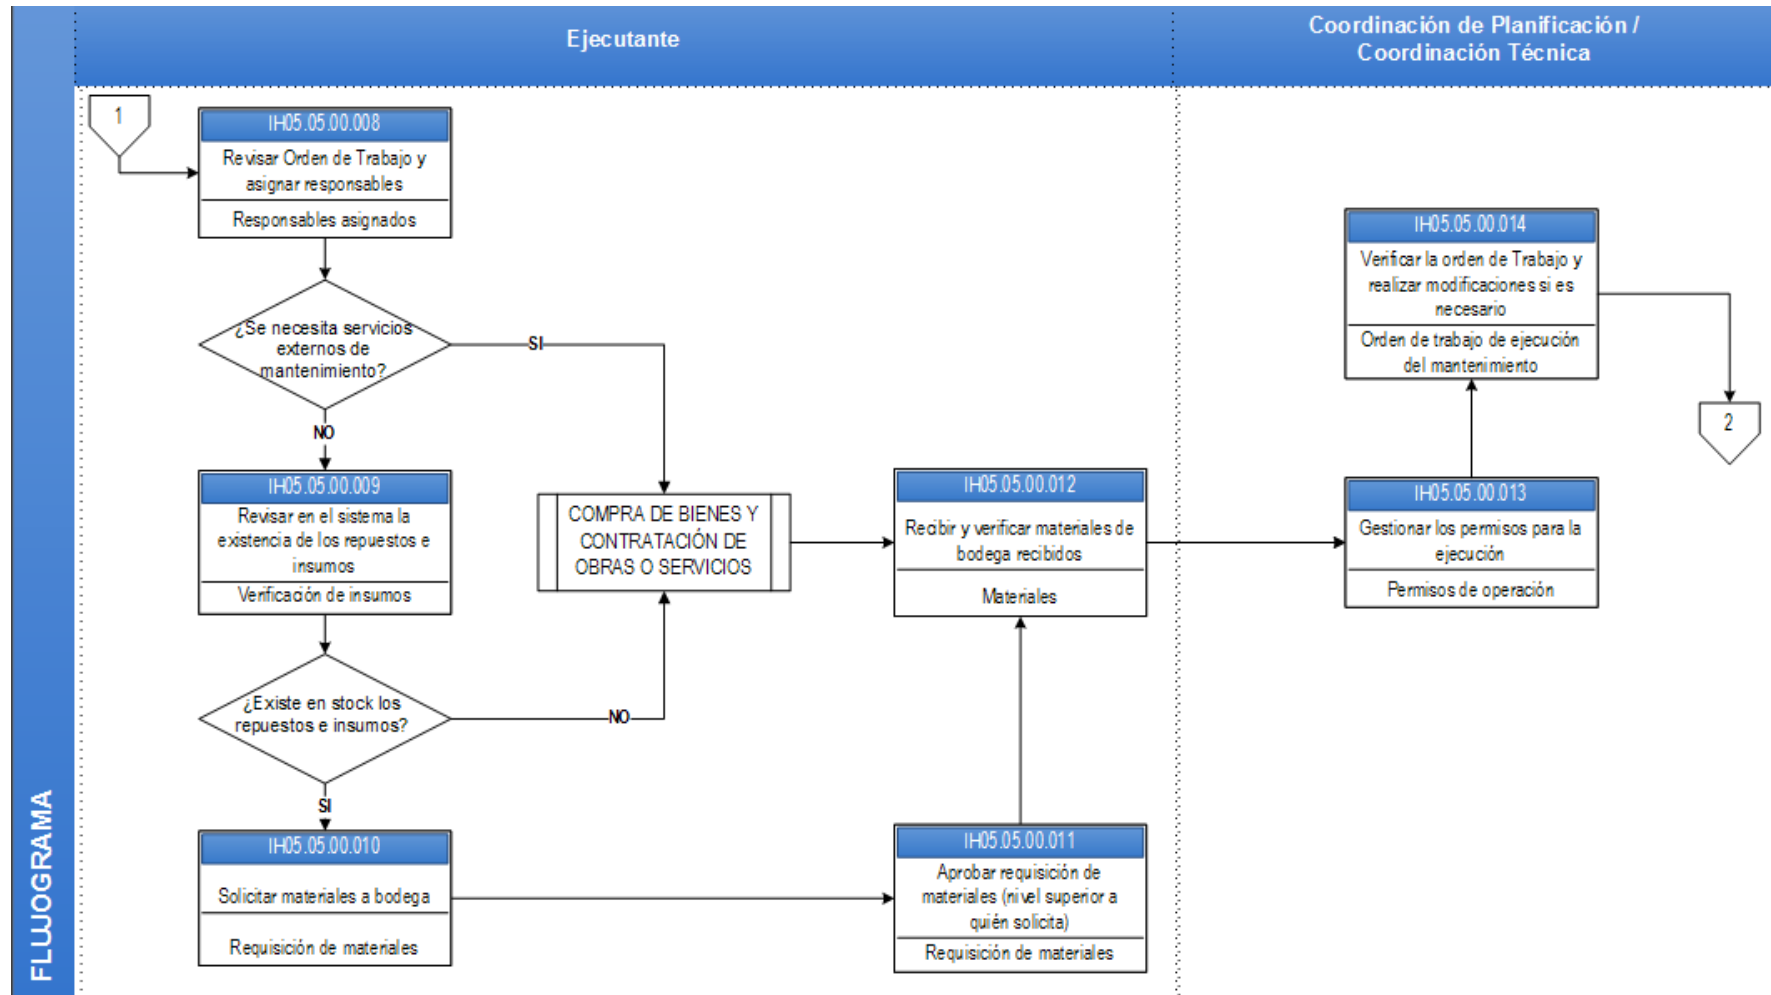 Ejecutante
Coordinación de Planificación /
Coordinación Técnica
FLUJOGRAMA
1
IH05.05.00.008
Revisar Orden de Trabajo y
asignar responsables
Responsables asignados
¿Se necesita servicios
externos de
mantenimiento?
SI
NO
IH05.05.00.009
Revisar en el sistema la
existencia de los repuestos e
insumos
Verificación de insumos
¿Existe en stock los
repuestos e insumos?
NO
SI
IH05.05.00.010
Solicitar materiales a bodega
Requisición de materiales
COMPRA DE BIENES Y
CONTRATACIÓN DE
OBRAS O SERVICIOS
IH05.05.00.011
Aprobar requisición de
materiales (nivel superior a
quién solicita)
Requisición de materiales
IH05.05.00.012
Recibir y verificar materiales de
bodega recibidos
Materiales
IH05.05.00.013
Gestionar los permisos para la
ejecución
Permisos de operación
IH05.05.00.014
Verificar la orden de Trabajo y
realizar modificaciones si es
necesario
Orden de trabajo de ejecución
del mantenimiento
2